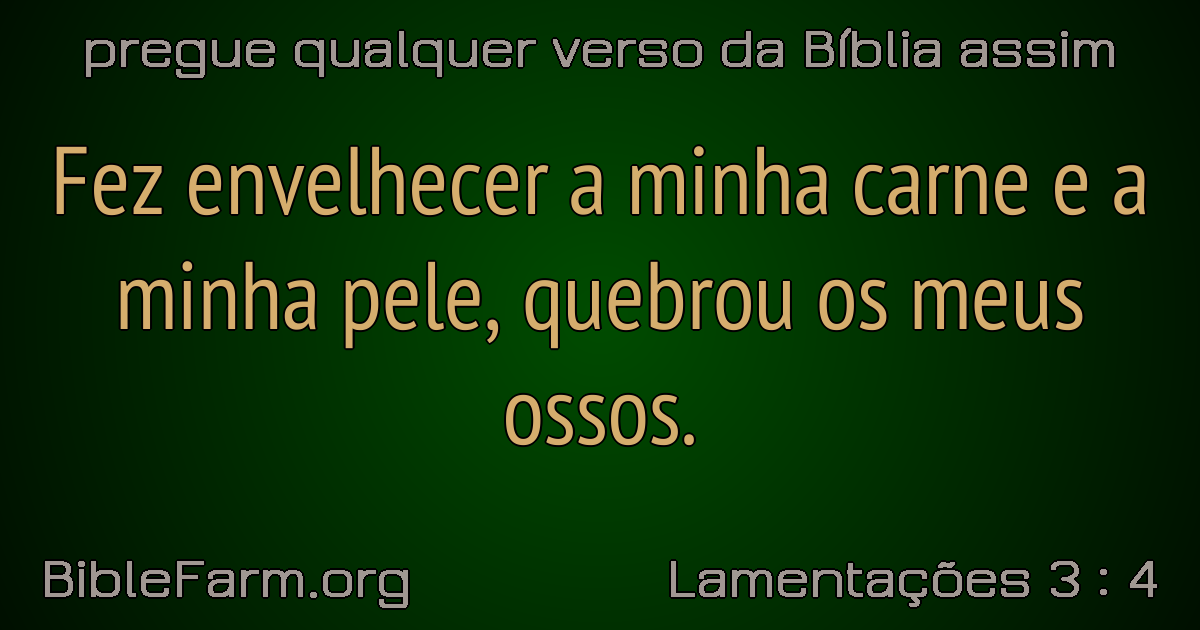 pregue qualquer verso da Bíblia assim
Fez envelhecer a minha carne e a
minha pele, quebrou os meus
ossos.
BibleFarm.org
Lamentações 3 : 4